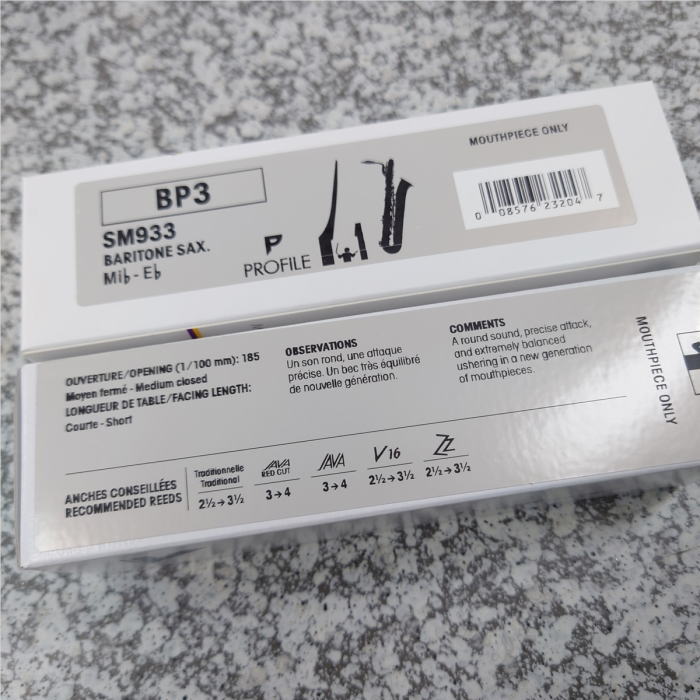 MOUTHPIECE ONLY
BP3
SM933
BARITONE SAX.
Mi♭ - E♭
P
PROFILE
0 08576 23204 7
OUVERTURE/OPENING (1/100 mm): 185
Moyen fermé - Medium closed
LONGUEUR DE TABLE/FACING LENGTH:
Courte - Short
OBSERVATIONS
Un son rond, une attaque
précise. Un bec très équilibré
de nouvelle génération.
COMMENTS
A round sound, precise attack,
and extremely balanced
ushering in a new generation
of mouthpieces.
MOUTHPIECE ONLY
ANCHES CONSEILLÉES
RECOMMENDED REEDS
Traditionnelle
Traditional
2½→3½
JAVA
RED CUT
3→4
JAVA
3→4
V16
2½→3½
ZZ
2½→3½